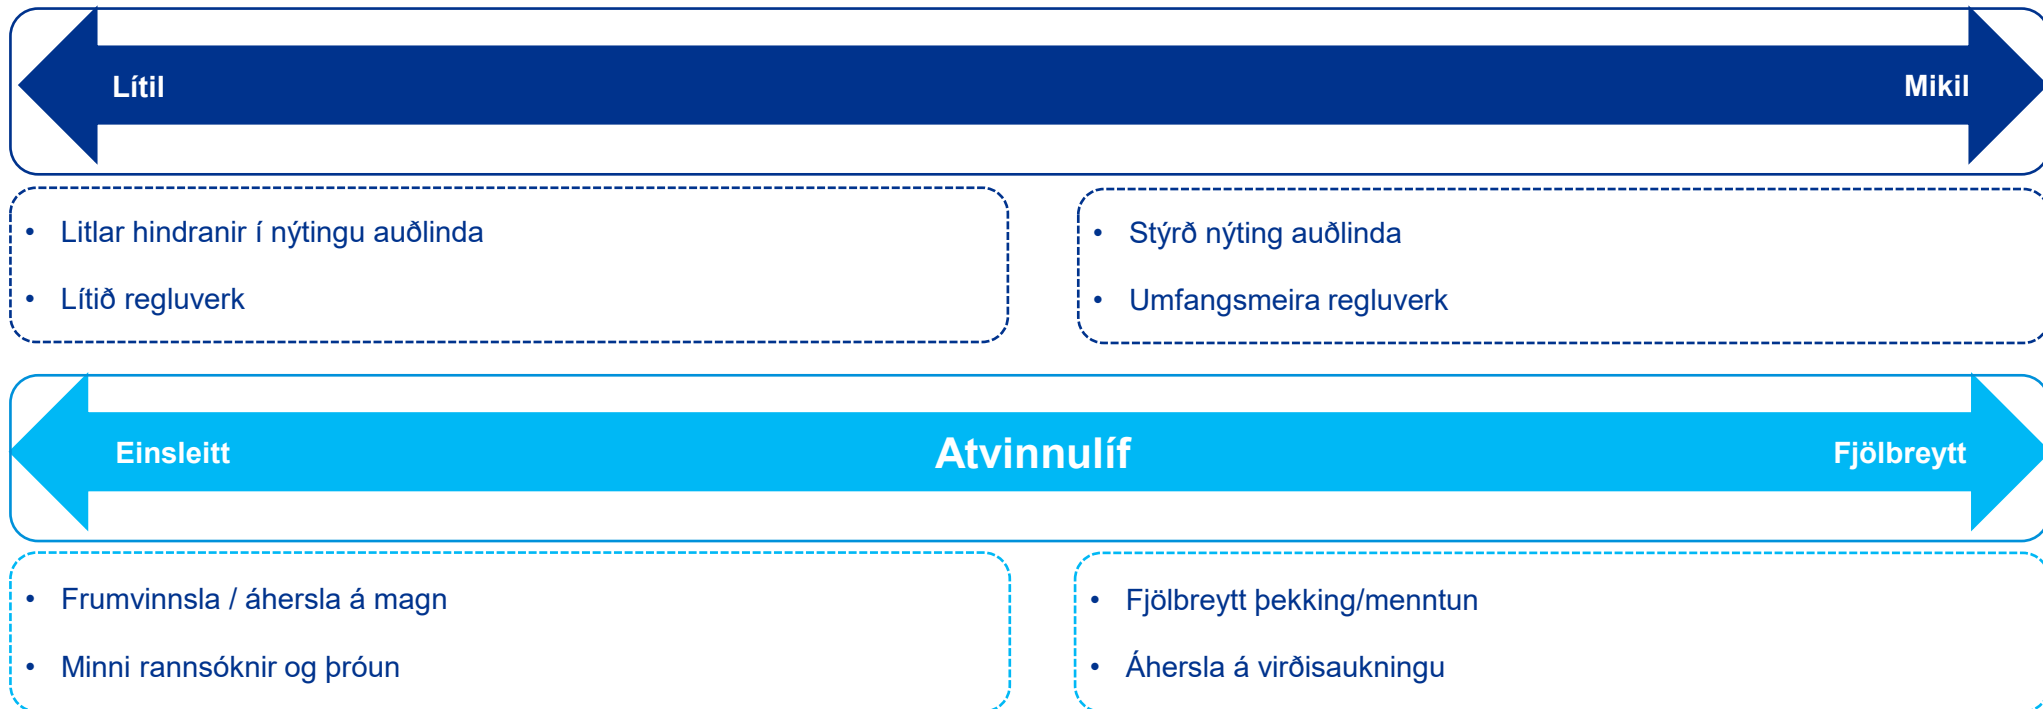 Lítil Mikil
• Litlar hindranir í nýtingu auðlinda
• Lítið regluverk
• Stýrð nýting auðlinda
• Umfangsmeira regluverk
Einsleitt Atvinnulíf Fjölbreytt
• Frumvinnsla / áhersla á magn
• Minni rannsóknir og þróun
• Fjölbreytt þekking/menntun
• Áhersla á virðisaukningu